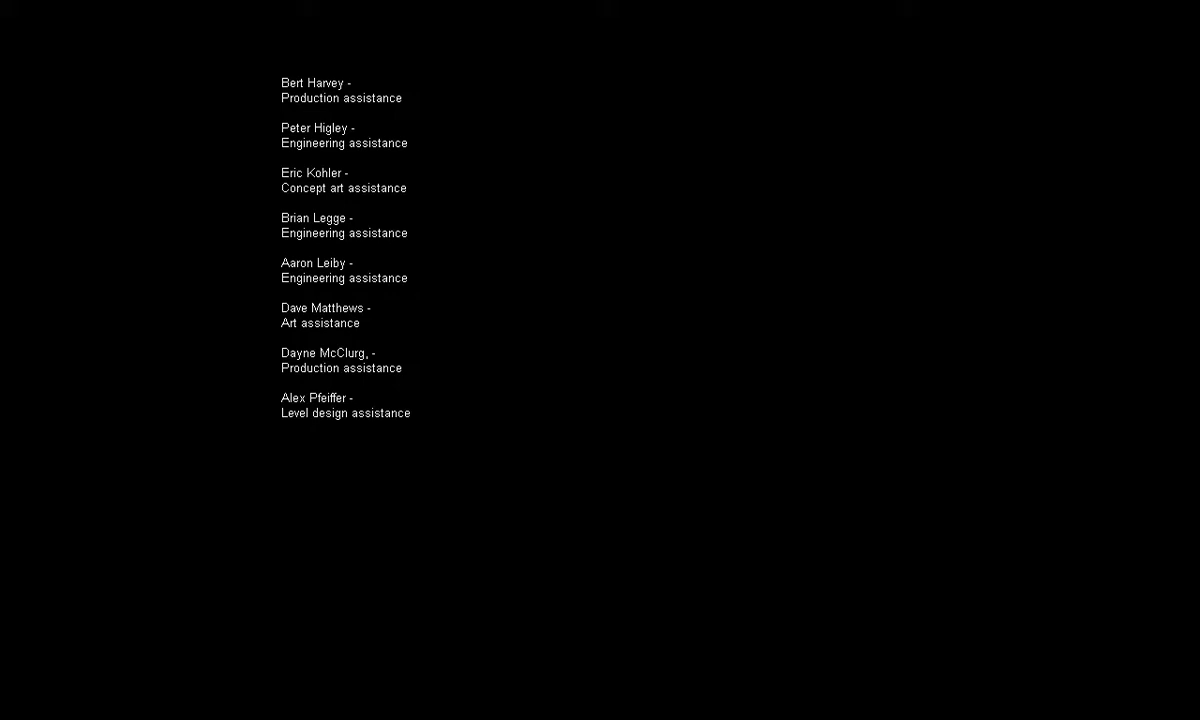 Bert Harvey -
Production assistance
Peter Higley -
Engineering assistance
Eric Kohler -
Concept art assistance
Brian Legge -
Engineering assistance
Aaron Leiby -
Engineering assistance
Dave Matthews -
Art assistance
Dayne McClurg, -
Production assistance
Alex Pfeiffer -
Level design assistance